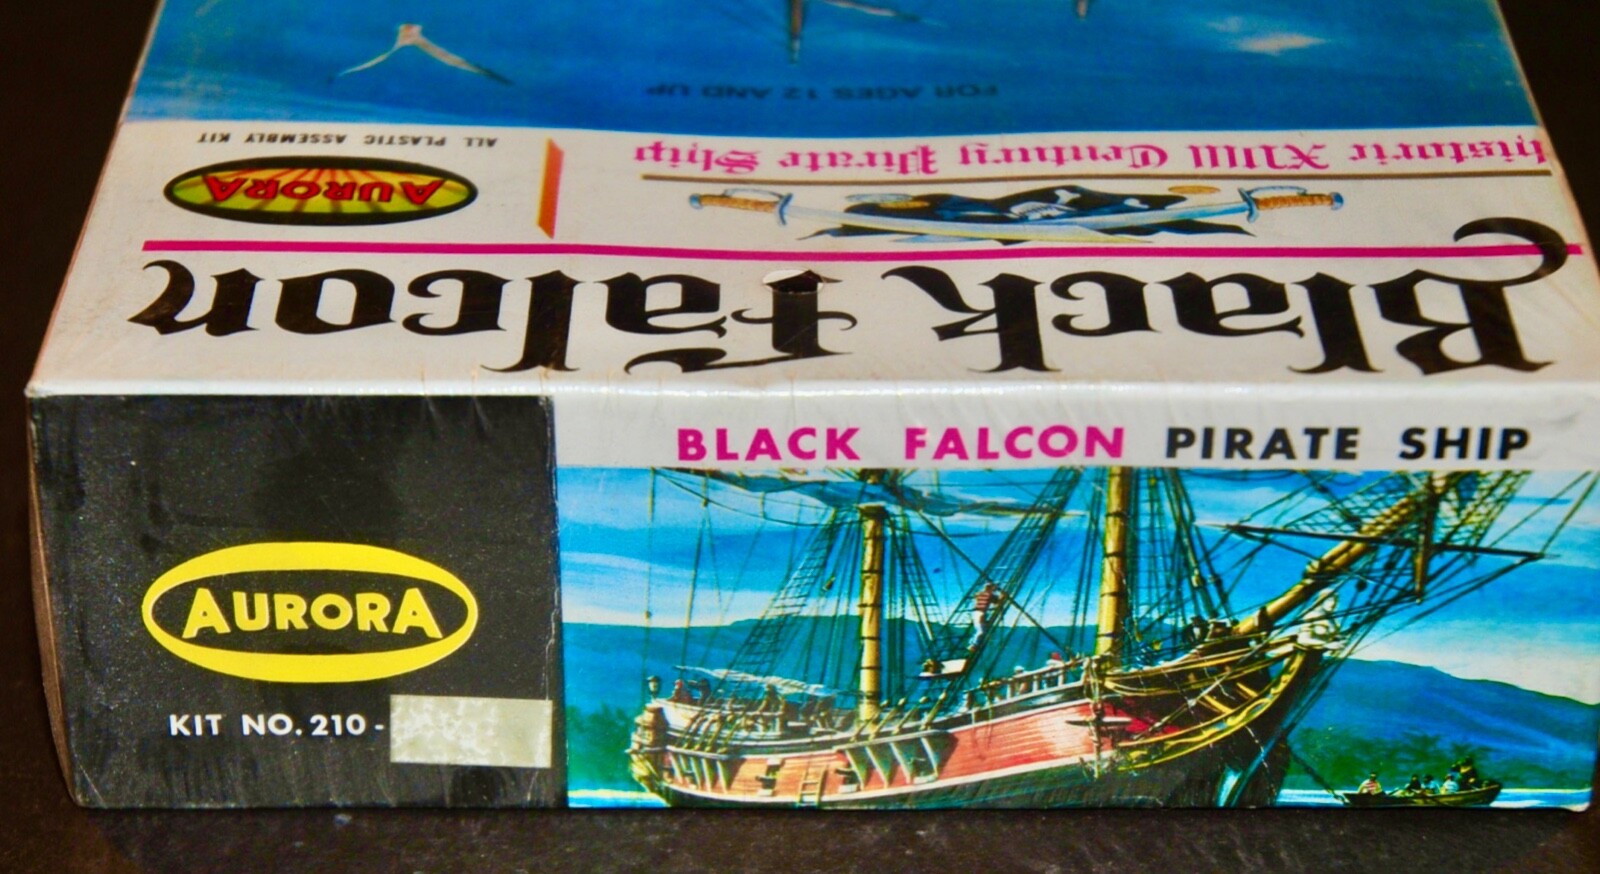 FOR AGES 12 AND UP
ALL PLASTIC ASSEMBLY KIT
AURORA
historic XVIII Century Pirate Ship
Black Falcon
BLACK FALCON PIRATE SHIP
AURORA
KIT NO. 210-